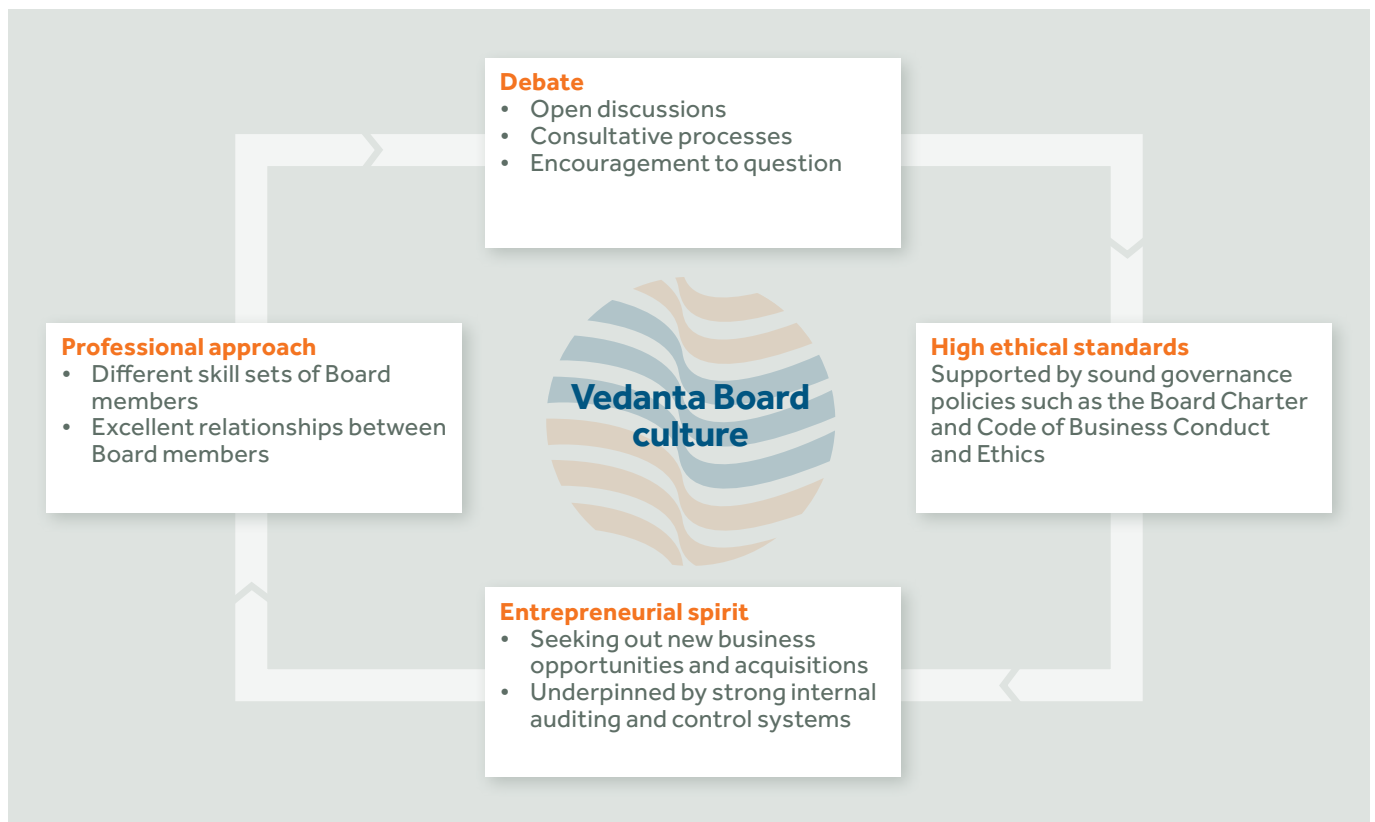 Debate
• Open discussions
• Consultative processes
• Encouragement to question
Professional approach
• Different skill sets of Board
members
• Excellent relationships between
Board members
Vedanta Board
culture
High ethical standards
Supported by sound governance
policies such as the Board Charter
and Code of Business Conduct
and Ethics
Entrepreneurial spirit
• Seeking out new business
opportunities and acquisitions
• Underpinned by strong internal
auditing and control systems